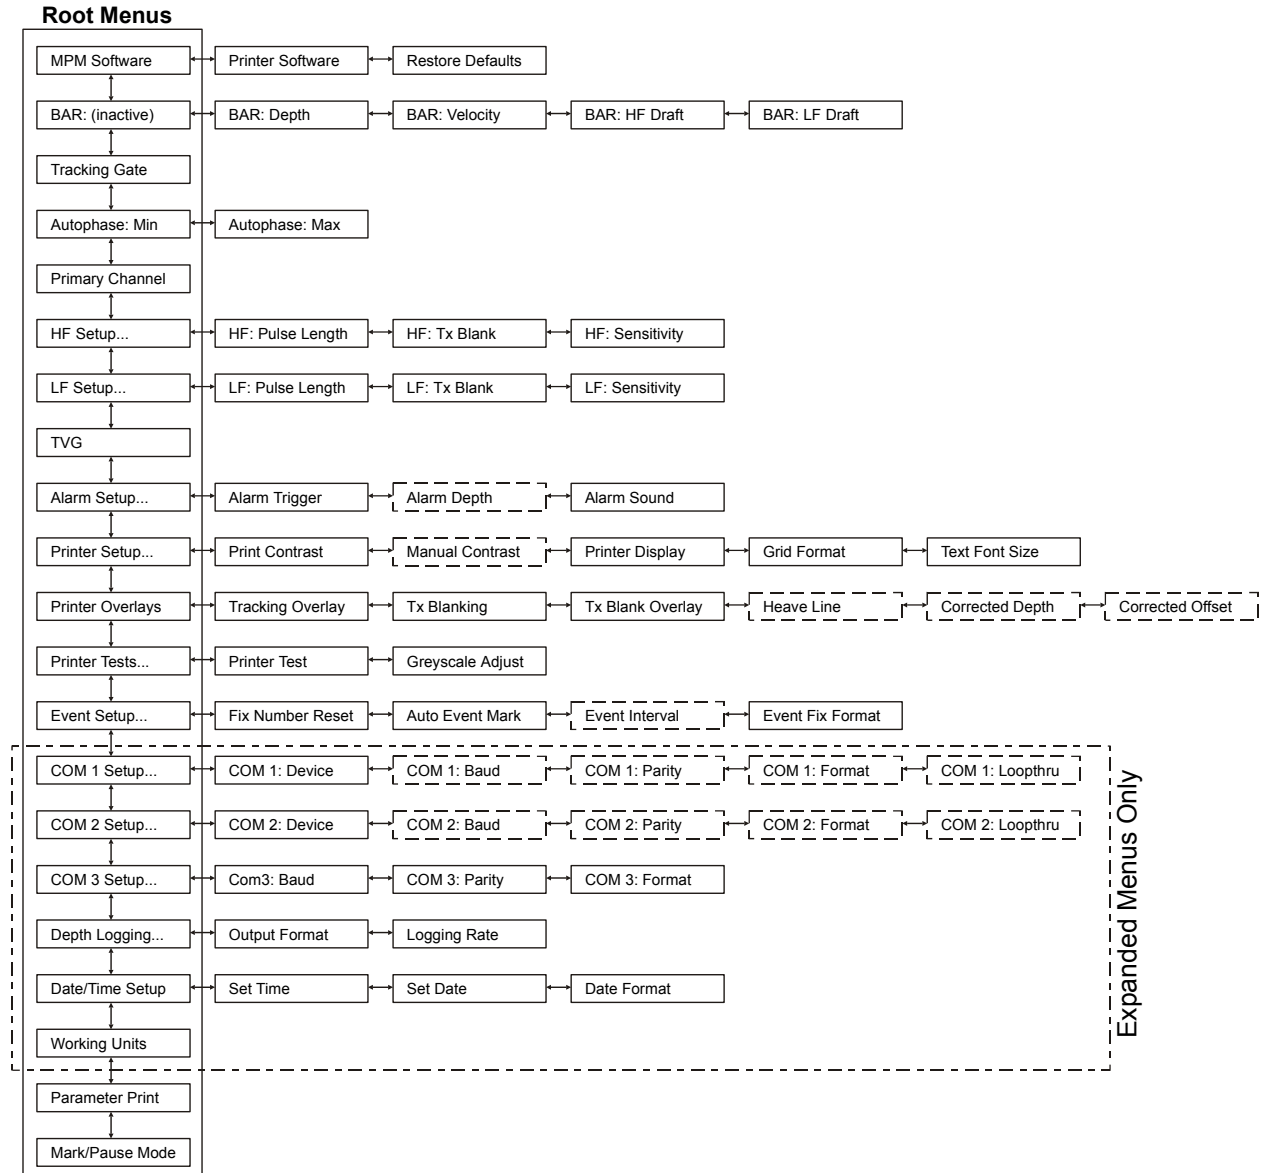 Root Menus
MPM Software
Printer Software
Restore Defaults
BAR: (inactive)
BAR: Depth
BAR: Velocity
BAR: HF Draft
BAR: LF Draft
Tracking Gate
Autophase: Min
Autophase: Max
Primary Channel
HF Setup...
HF: Pulse Length
HF: Tx Blank
HF: Sensitivity
LF Setup...
LF: Pulse Length
LF: Tx Blank
LF: Sensitivity
TVG
Alarm Setup...
Alarm Trigger
Alarm Depth
Alarm Sound
Printer Setup...
Print Contrast
Manual Contrast
Printer Display
Grid Format
Text Font Size
Printer Overlays
Tracking Overlay
Tx Blanking
Tx Blank Overlay
Heave Line
Corrected Depth
Corrected Offset
Printer Tests...
Printer Test
Greyscale Adjust
Event Setup...
Fix Number Reset
Auto Event Mark
Event Interval
Event Fix Format
COM 1 Setup...
COM 1: Device
COM 1: Baud
COM 1: Parity
COM 1: Format
COM 1: Loopthru
COM 2 Setup...
COM 2: Device
COM 2: Baud
COM 2: Parity
COM 2: Format
COM 2: Loopthru
COM 3 Setup...
Com3: Baud
COM 3: Parity
COM 3: Format
Depth Logging...
Output Format
Logging Rate
Date/Time Setup
Set Time
Set Date
Date Format
Working Units
Expanded Menus Only
Parameter Print
Mark/Pause Mode